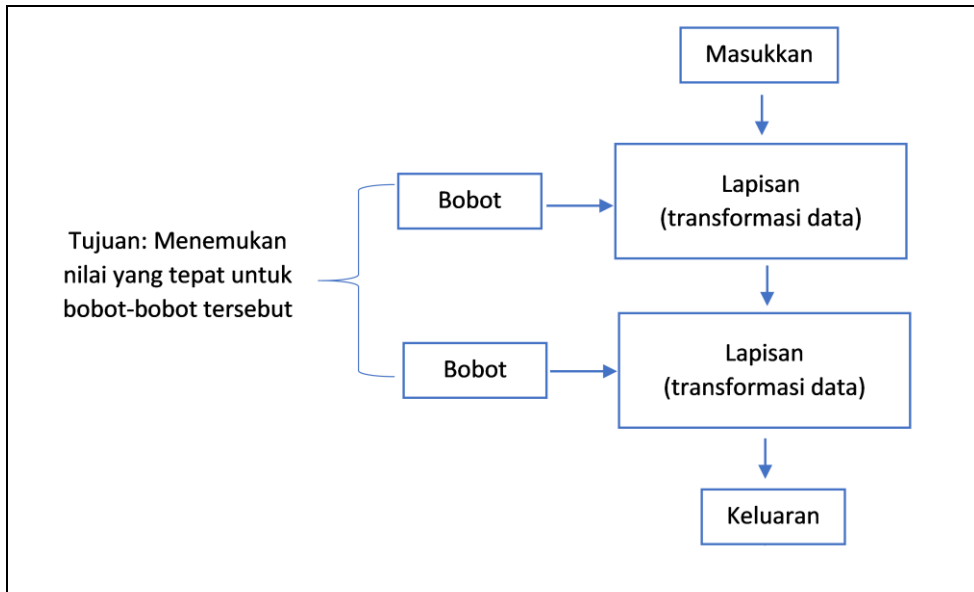 Masukkan
Lapisan
(transformasi data)
Bobot
Tujuan: Menemukan
nilai yang tepat untuk
bobot-bobot tersebut
Bobot
Lapisan
(transformasi data)
Keluaran